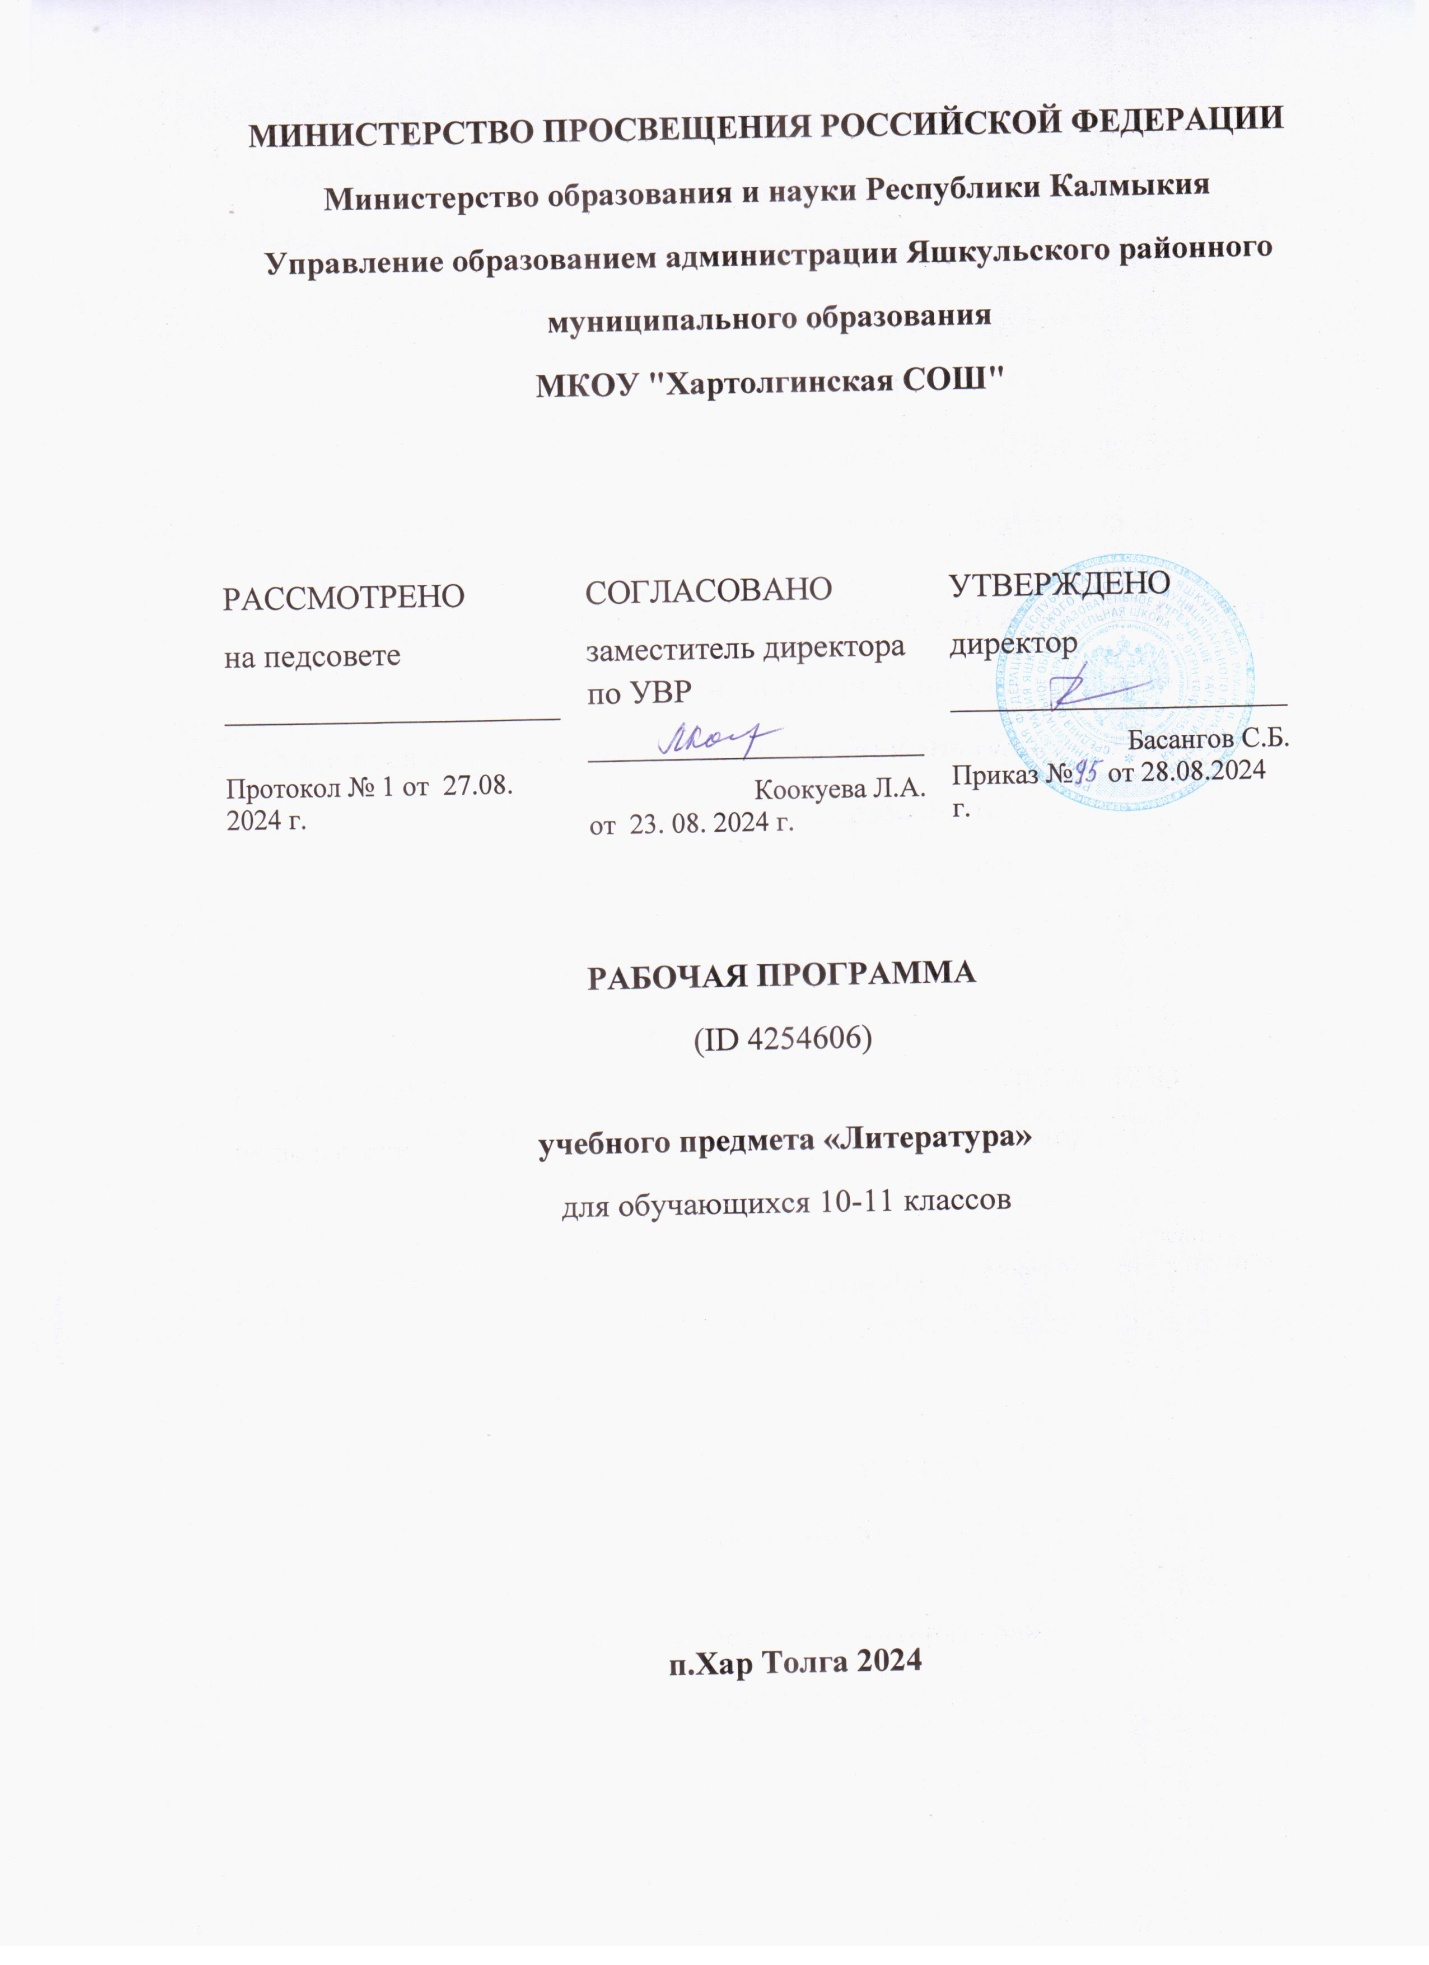 МИНИСТЕРСТВО ПРОСВЕЩЕНИЯ РОССИЙСКОЙ ФЕДЕРАЦИИ
Министерство образования и науки Республики Калмыкия
Управление образованием администрации Яшкульского районного
муниципального образования
МКОУ "Хартолгинская СОШ"
РАССМОТРЕНО
на педсовете
Протокол № 1 от 27.08.
2024 г.
СОГЛАСОВАНО
заместитель директора
по УВР
Коокуева Л.А.
от 23. 08. 2024 г.
УТВЕРЖДЕНО
директор
Басангов С.Б.
Приказ №95 от 28.08.2024
г.
РАБОЧАЯ ПРОГРАММА
(ID 4254606)
учебного предмета «Литература»
для обучающихся 10-11 классов
п.Хар Толга 2024